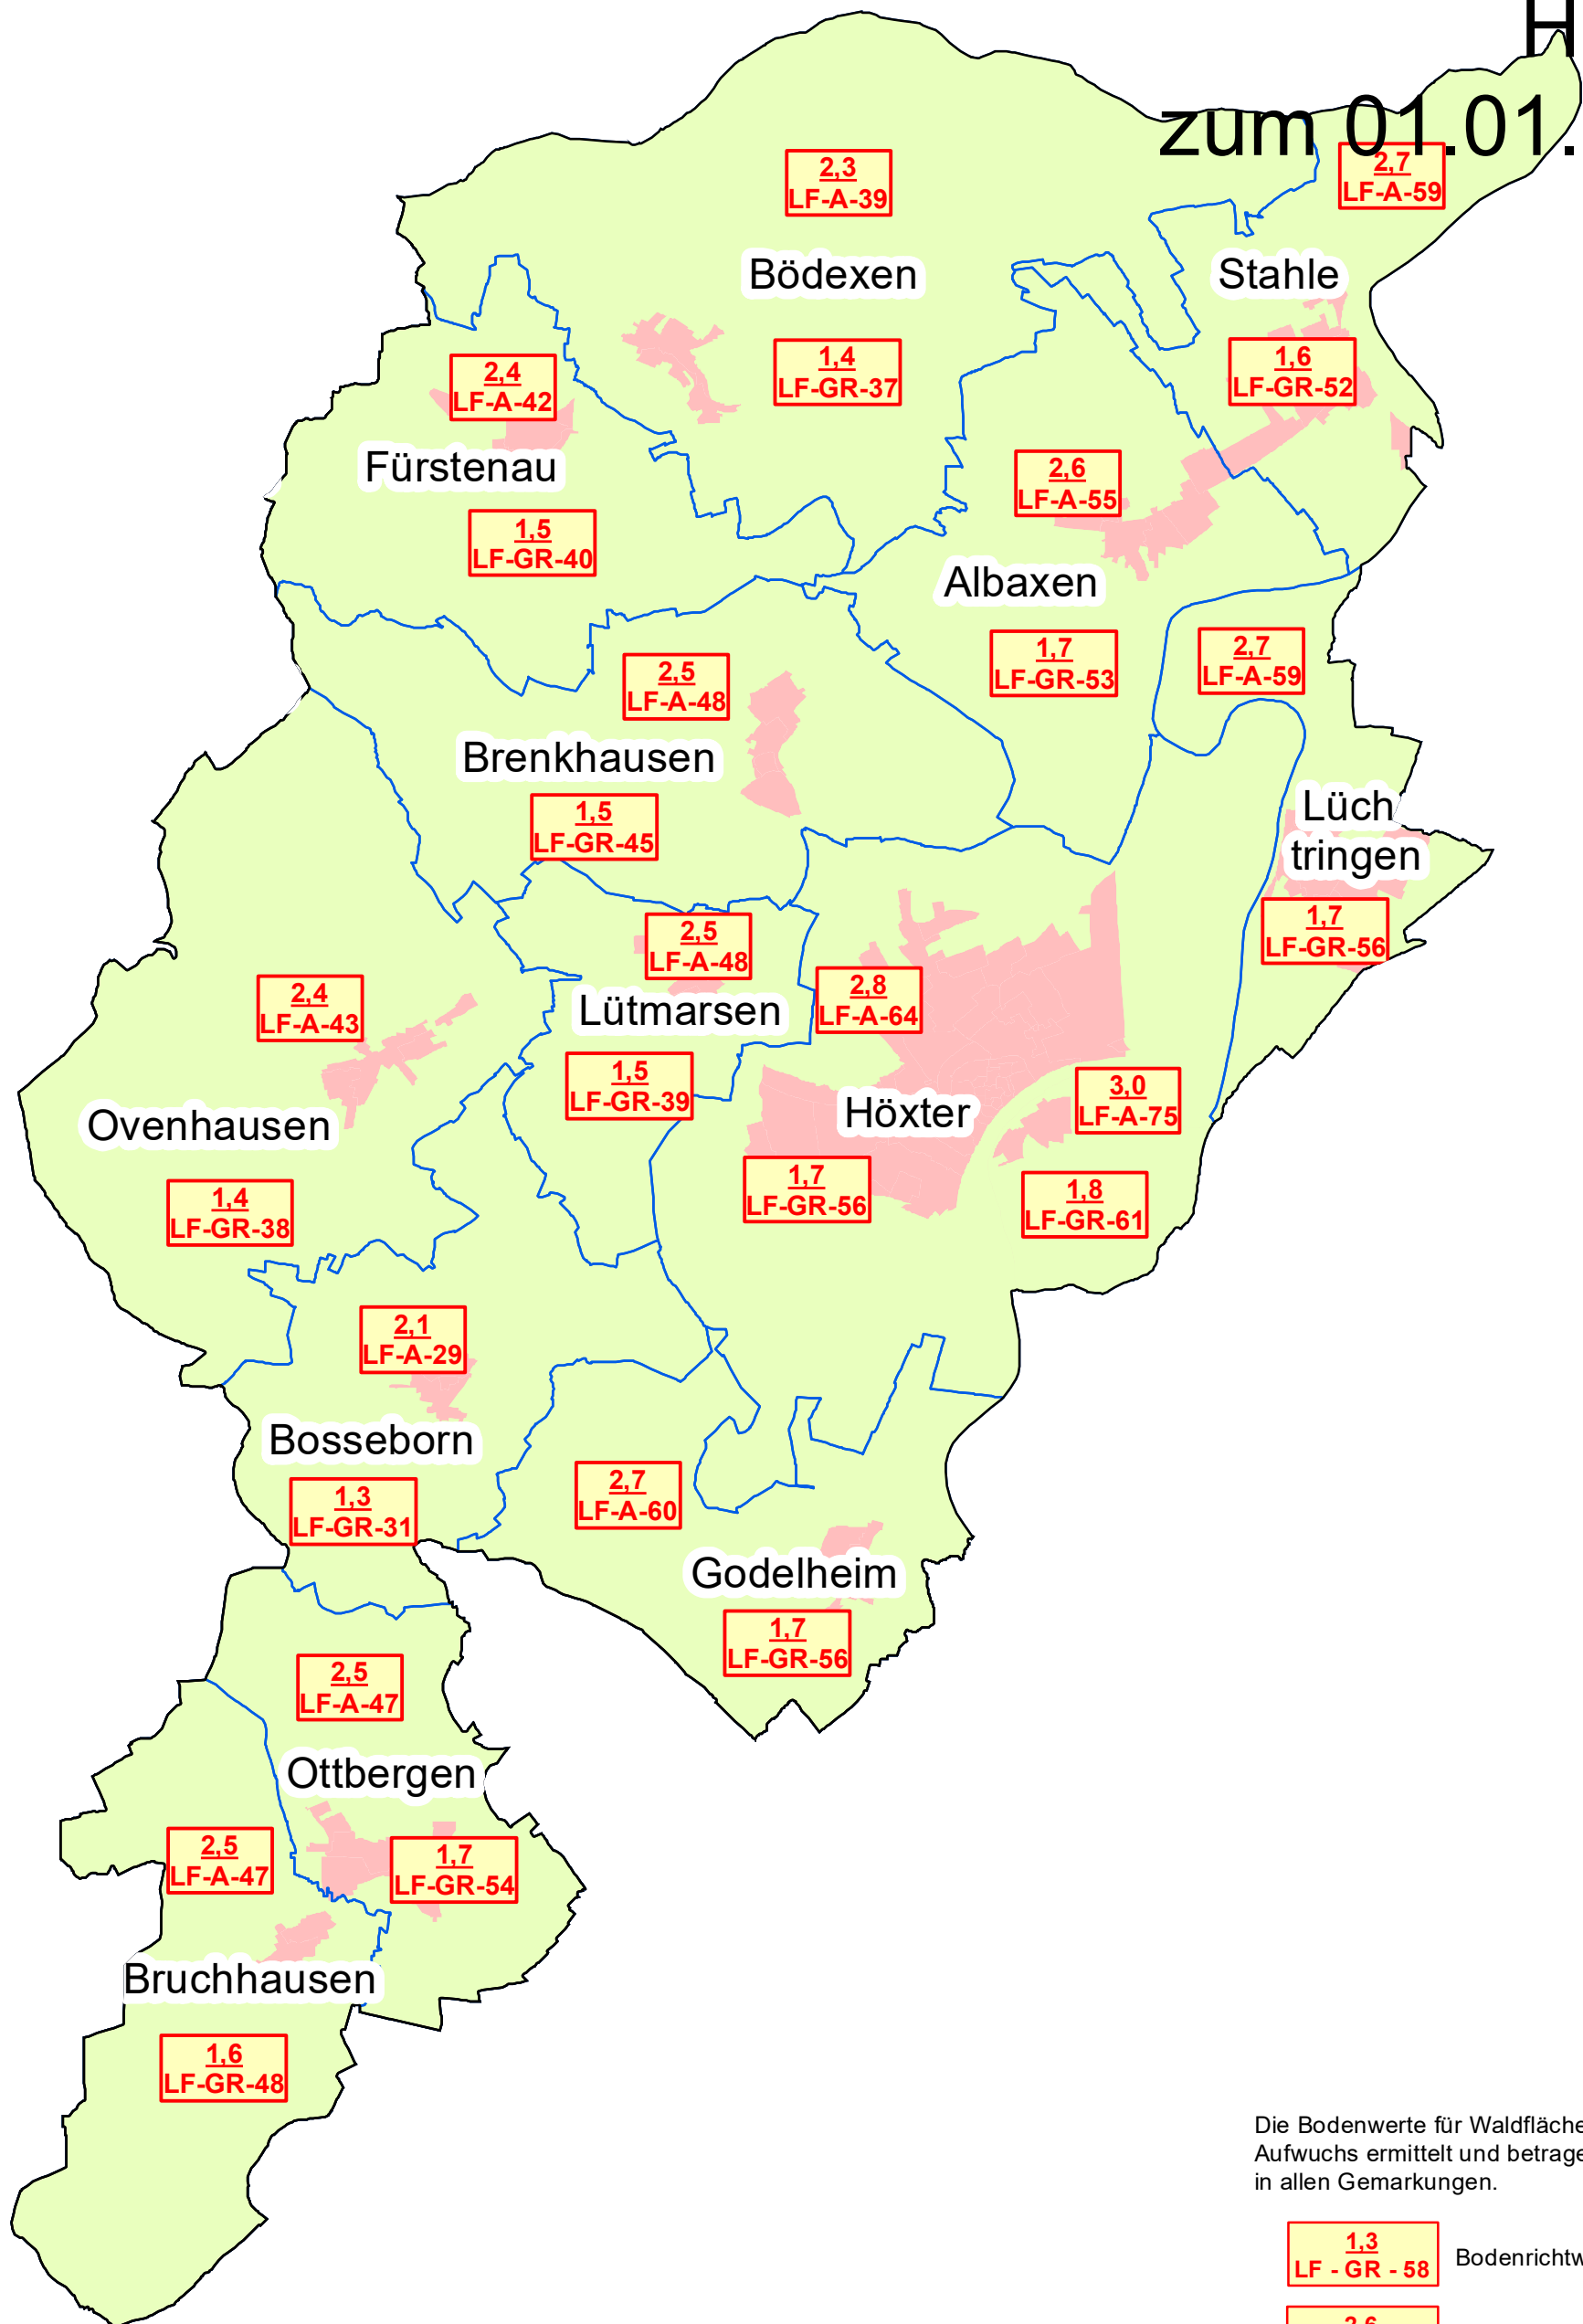 H
zum 01.01.
2,3
LF-A-39
2,7
LF-A-59
Bödexen
Stahle
1,4
LF-GR-37
1,6
LF-GR-52
2,4
LF-A-42
Fürstenau
2,6
LF-A-55
1,5
LF-GR-40
Albaxen
1,7
LF-GR-53
2,7
LF-A-59
2,5
LF-A-48
Brenkhausen
1,5
LF-GR-45
Lüch
tringen
1,7
LF-GR-56
2,5
LF-A-48
Lütmarsen
2,8
LF-A-64
2,4
LF-A-43
1,5
LF-GR-39
Höxter
3,0
LF-A-75
Ovenhausen
1,4
LF-GR-38
1,7
LF-GR-56
1,8
LF-GR-61
2,1
LF-A-29
Bosseborn
1,3
LF-GR-31
2,7
LF-A-60
Godelheim
1,7
LF-GR-56
2,5
LF-A-47
Ottbergen
2,5
LF-A-47
1,7
LF-GR-54
Bruchhausen
1,6
LF-GR-48
Die Bodenwerte für Waldfläche
Aufwuchs ermittelt und betrage
in allen Gemarkungen.
1,3
LF - GR - 58
Bodenrichtw
2,6